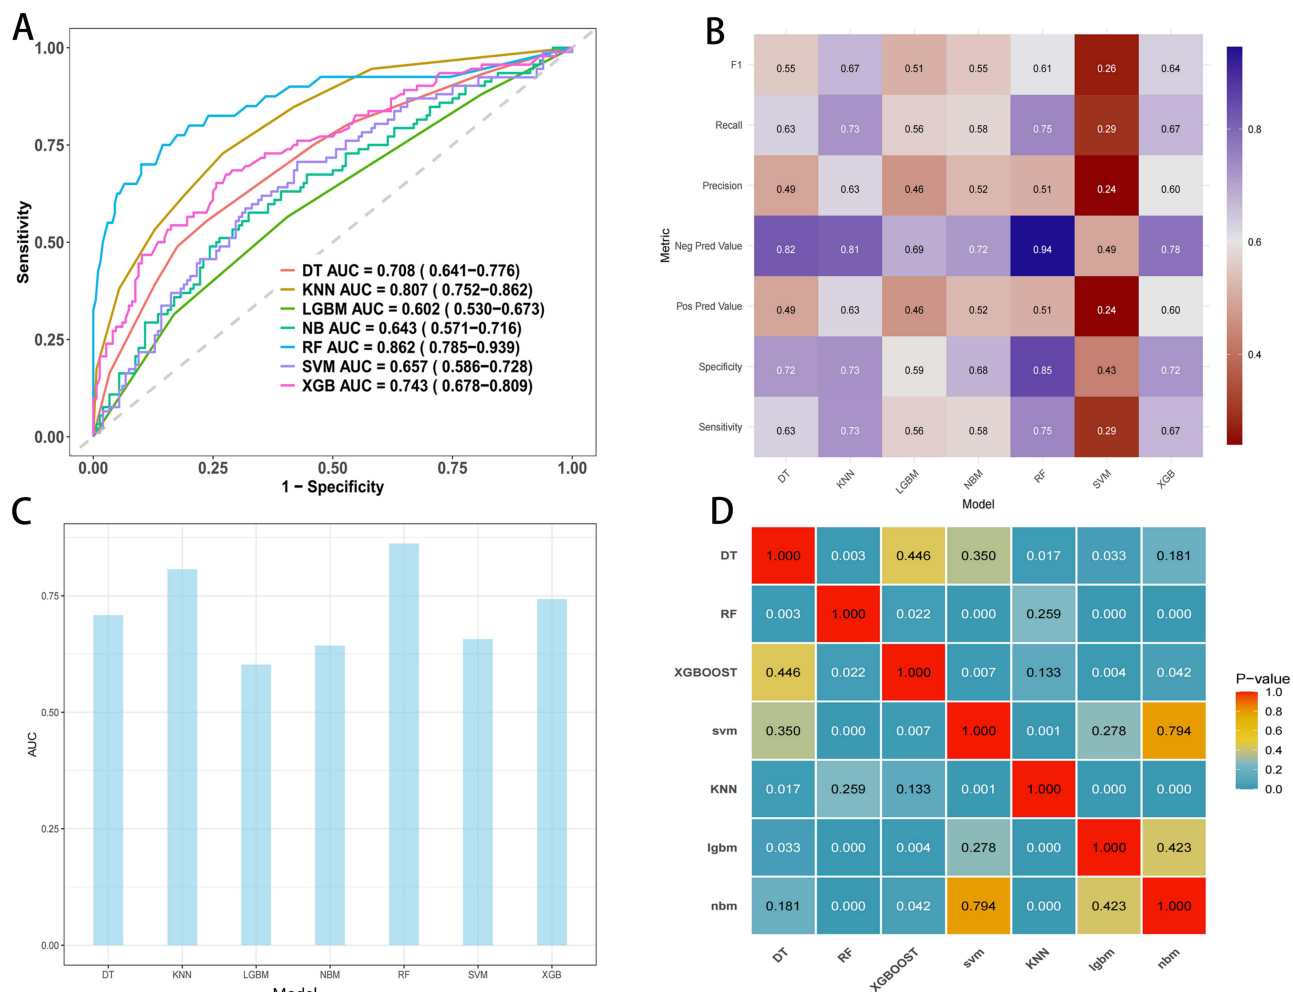 A
1.00
0.75
0.50
0.25
0.00
Sensitivity
DT AUC = 0.708 ( 0.641−0.776)
KNN AUC = 0.807 ( 0.752−0.862)
LGBM AUC = 0.602 ( 0.530−0.673)
NB AUC = 0.643 ( 0.571−0.716)
RF AUC = 0.862 ( 0.785−0.939)
SVM AUC = 0.657 ( 0.586−0.728)
XGB AUC = 0.743 ( 0.678−0.809)
0.00 0.25 0.50 0.75 1.00
1 − Specificity
B
Metric
F1 0.55 0.67 0.51 0.55 0.61 0.26 0.64
Recall 0.63 0.73 0.56 0.58 0.75 0.29 0.67
Precision 0.49 0.63 0.46 0.52 0.51 0.24 0.60
Neg Pred Value 0.82 0.81 0.69 0.72 0.94 0.49 0.78
Pos Pred Value 0.49 0.63 0.46 0.52 0.51 0.24 0.60
Specificity 0.72 0.73 0.59 0.68 0.85 0.43 0.72
Sensitivity 0.63 0.73 0.56 0.58 0.75 0.29 0.67
DT KNN LGBM NBM RF SVM XGB
Model
0.8
0.6
0.4
C
AUC
0.75
0.50
0.25
0.00
DT KNN LGBM NBM RF SVM XGB
Model
D
DT 1.000 0.003 0.446 0.350 0.017 0.033 0.181
RF 0.003 1.000 0.022 0.000 0.259 0.000 0.000
XGBOOST 0.446 0.022 1.000 0.007 0.133 0.004 0.042
svm 0.350 0.000 0.007 1.000 0.001 0.278 0.794
KNN 0.017 0.259 0.133 0.001 1.000 0.000 0.000
lgbm 0.033 0.000 0.004 0.278 0.000 1.000 0.423
nbm 0.181 0.000 0.042 0.794 0.000 0.423 1.000
DT RF XGBOOST svm KNN lgbm nbm
P-value
1.0
0.8
0.6
0.4
0.2
0.0